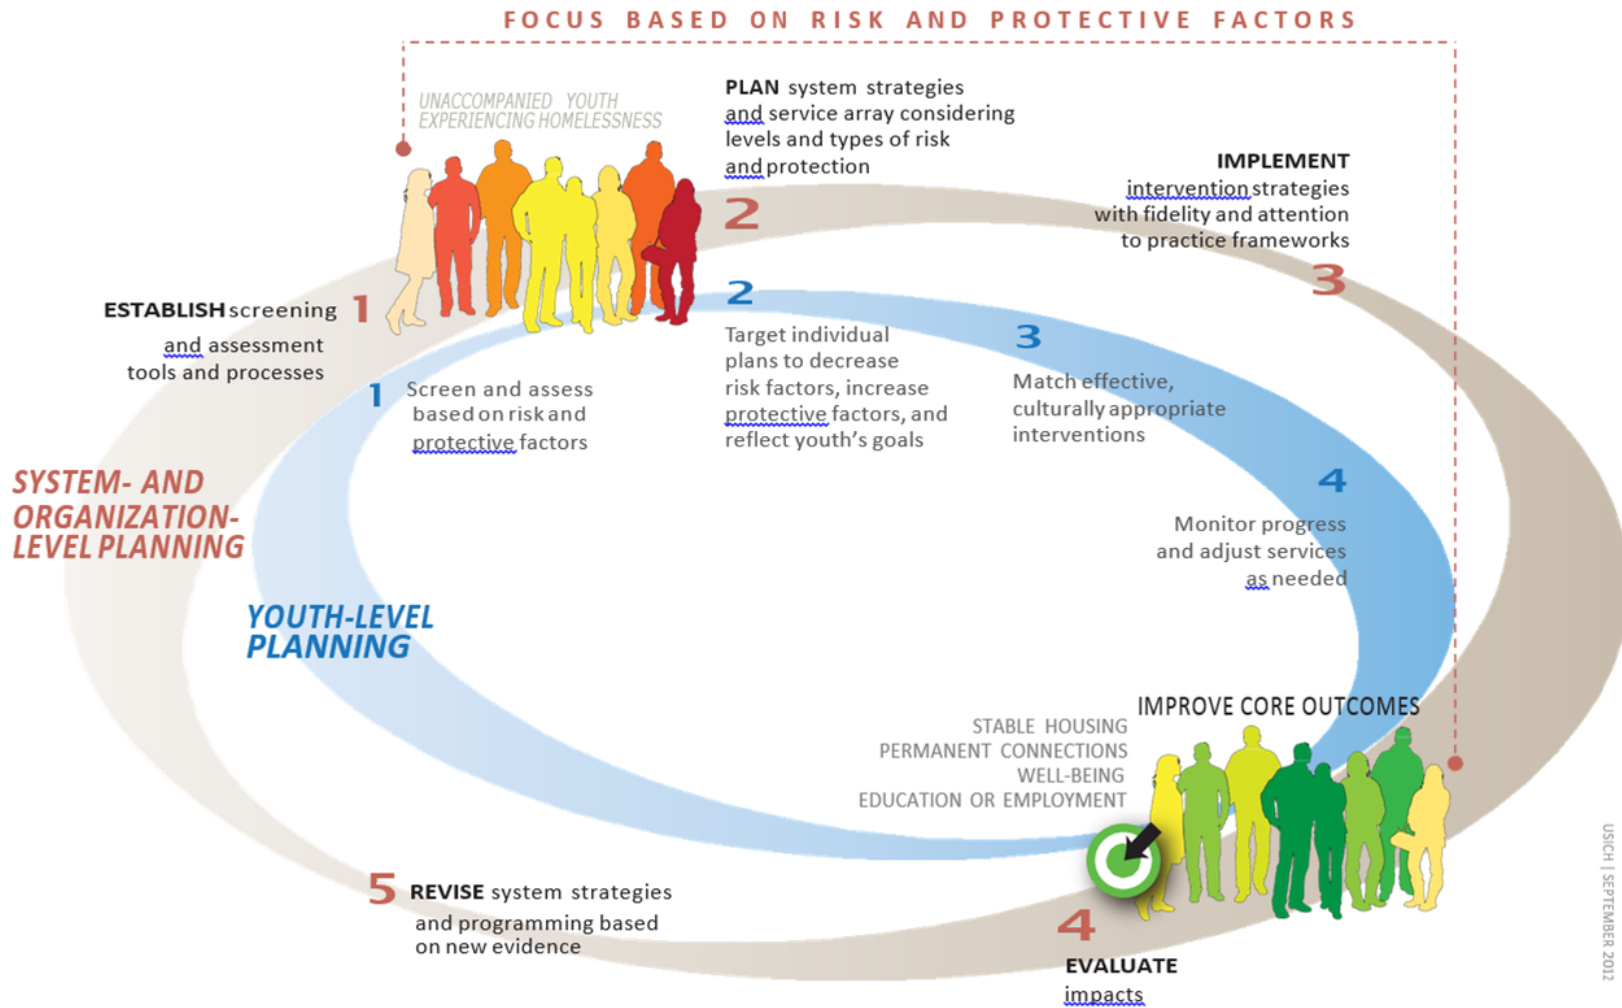 FOCUS BASED ON RISK AND PROTECTIVE FACTORS
UNACCOMPANIED YOUTH
EXPERIENCING HOMELESSNESS
PLAN system strategies
and service array considering
levels and types of risk
and protection
2
IMPLEMENT
intervention strategies
with fidelity and attention
to practice frameworks
3
ESTABLISH screening
and assessment
tools and processes
1
1
Screen and assess
based on risk and
protective factors
2
Target individual
plans to decrease
risk factors, increase
protective factors, and
reflect youth's goals
3
Match effective,
culturally appropriate
interventions
4
Monitor progress
and adjust services
as needed
SYSTEM- AND
ORGANIZATION-
LEVEL PLANNING
YOUTH-LEVEL
PLANNING
IMPROVE CORE OUTCOMES
STABLE HOUSING
PERMANENT CONNECTIONS
WELL-BEING
EDUCATION OR EMPLOYMENT
5
REVISE system strategies
and programming based
on new evidence
4
EVALUATE
impacts
USICH | SEPTEMBER 2012